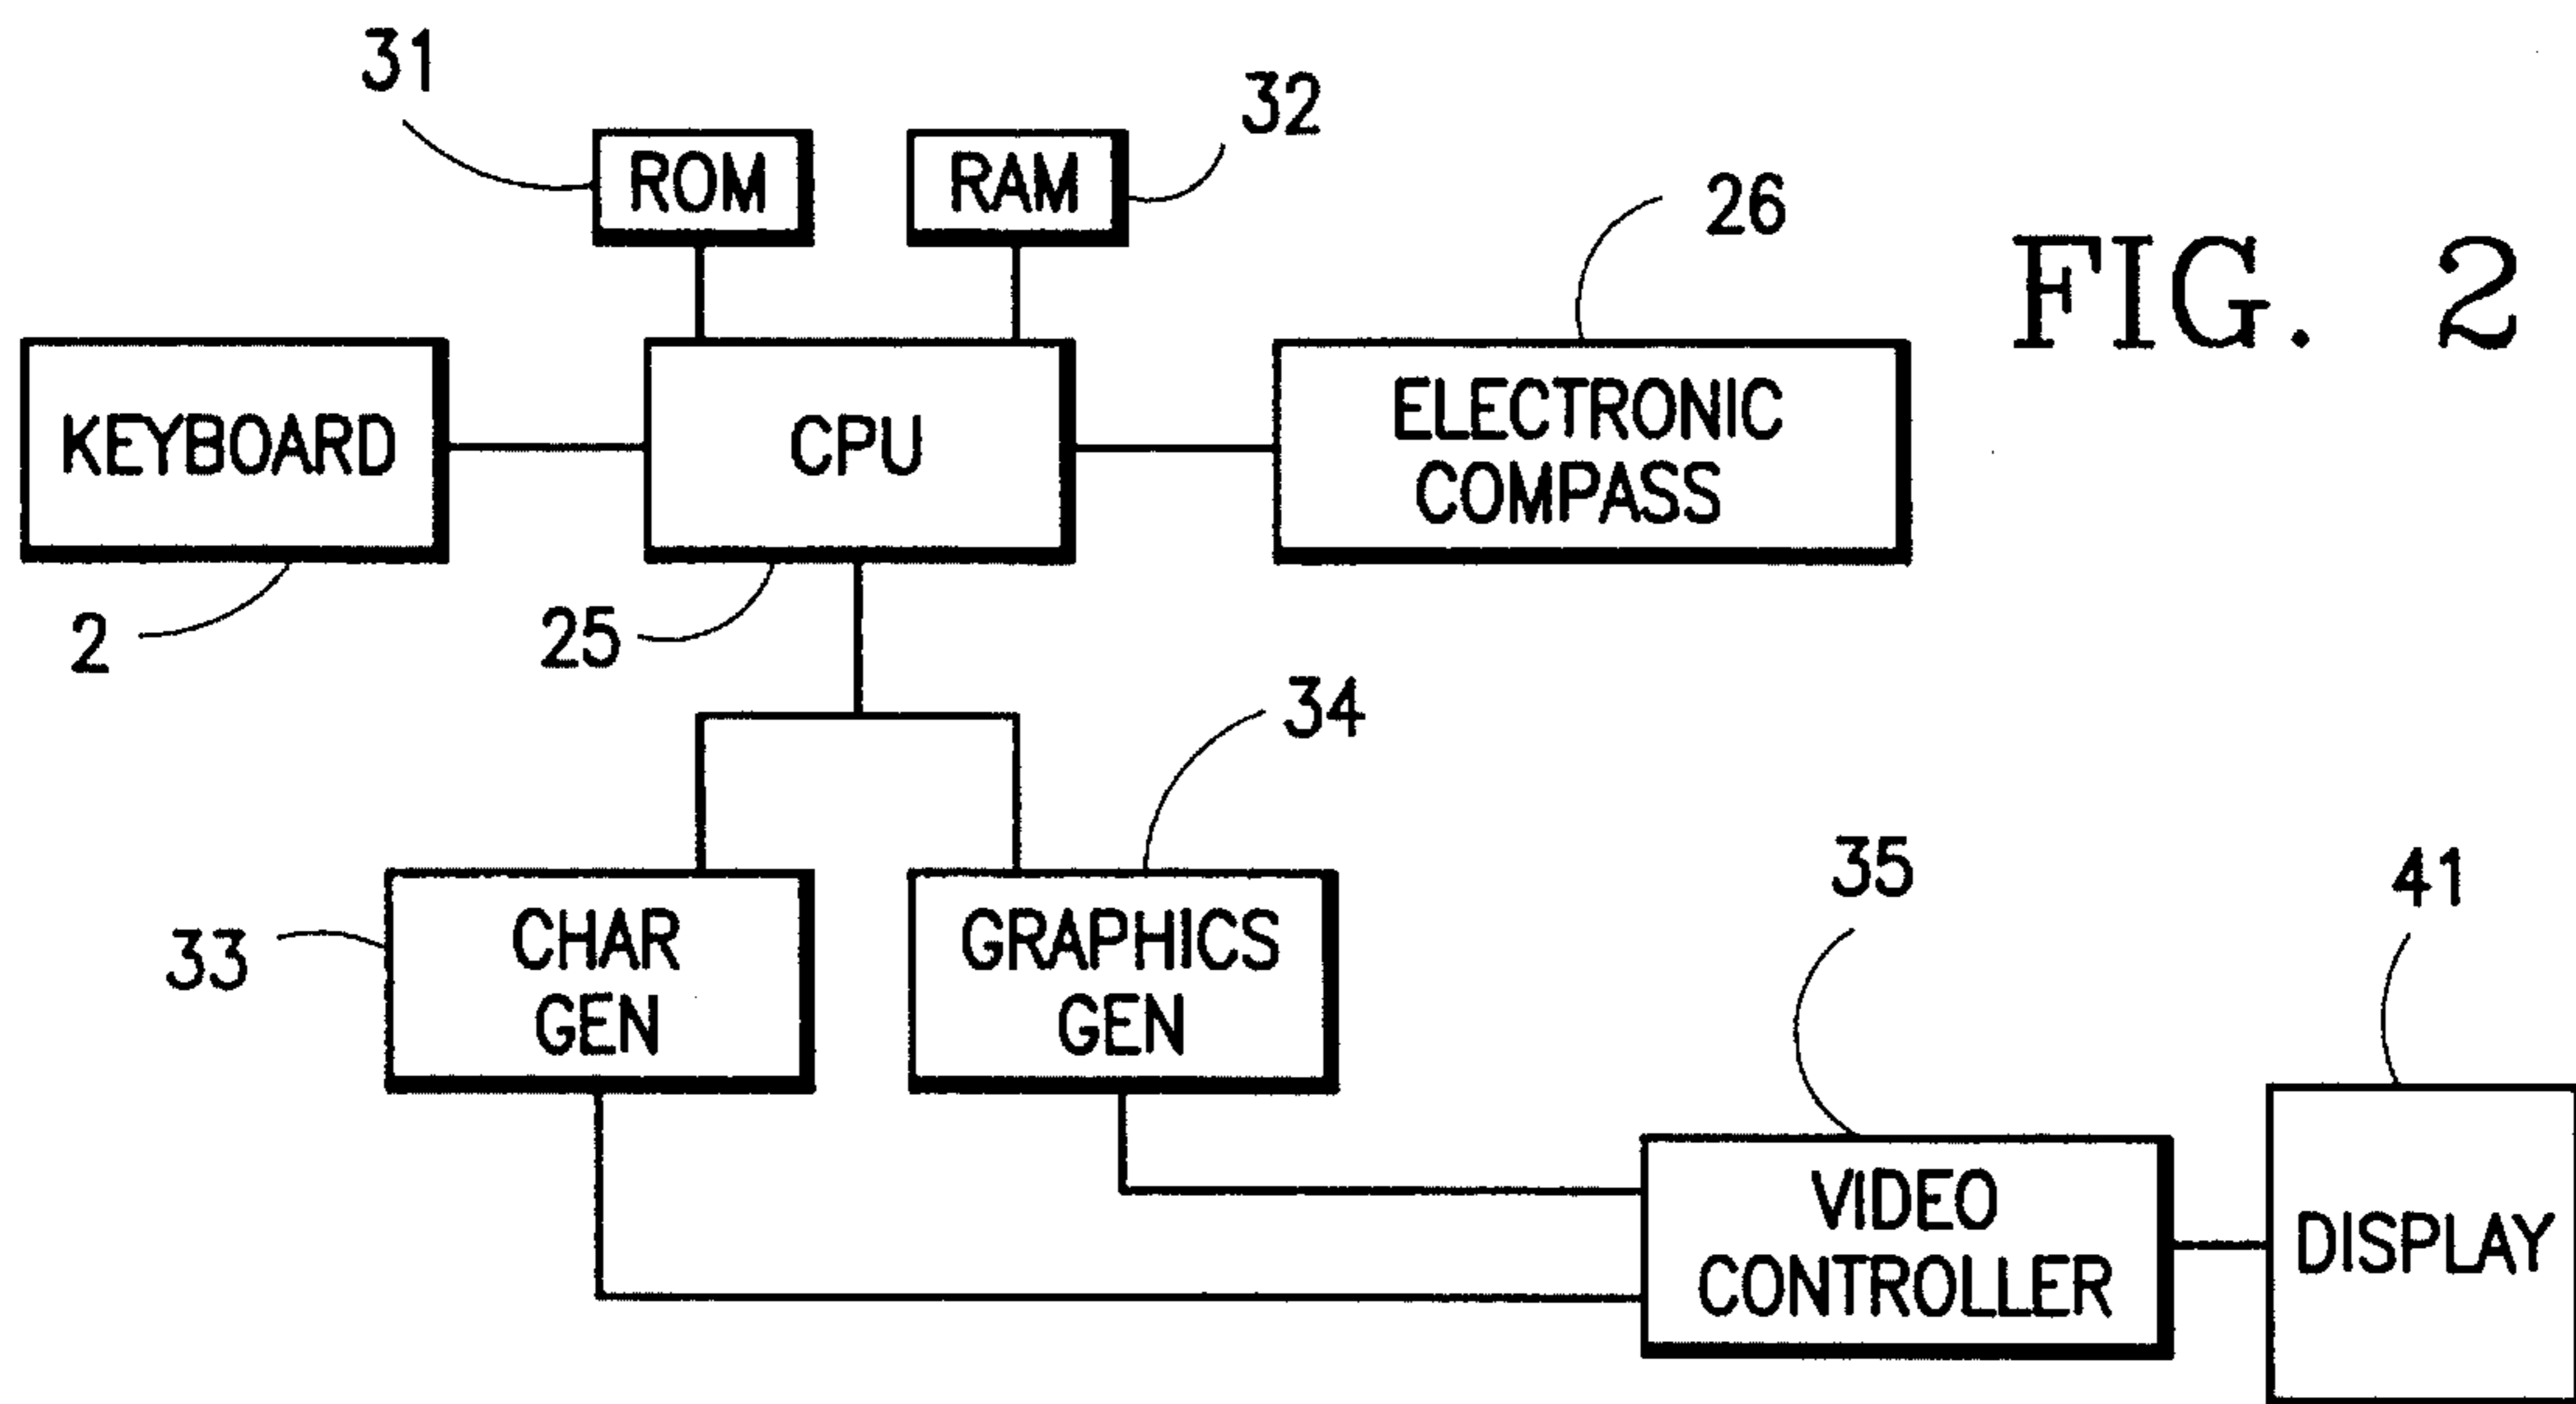 31
32
ROM
RAM
26
FIG. 2
KEYBOARD
CPU
ELECTRONIC
COMPASS
2
25
34
33
CHAR
GEN
GRAPHICS
GEN
35
41
VIDEO
CONTROLLER
DISPLAY